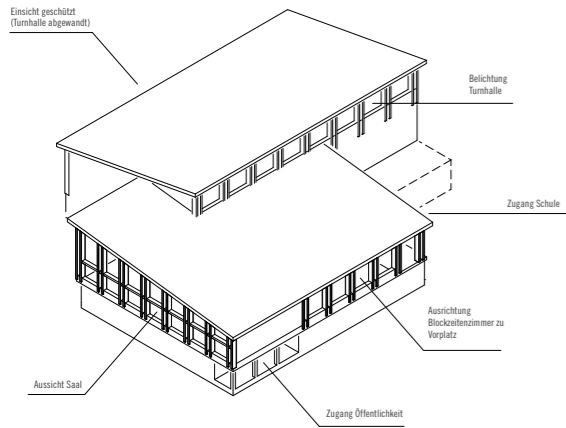 Einsicht geschützt
(Turnhalle abgewandt)
Belichtung
Turnhalle
Zugang Schule
Ausrichtung
Blockzeitenzimmer zu
Vorplatz
Aussicht Saal
Zugang Öffentlichkeit